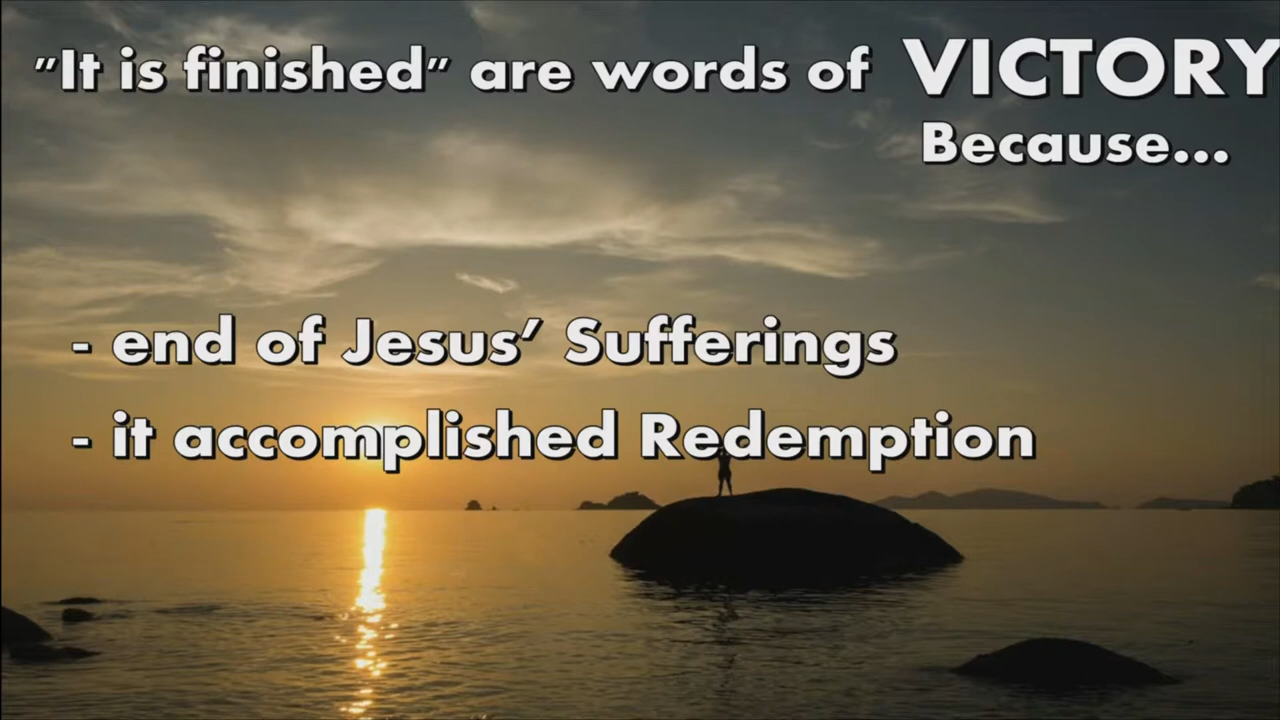 "It is finished" are words of VICTORY
Because...
- end of Jesus' Sufferings
- it accomplished Redemption